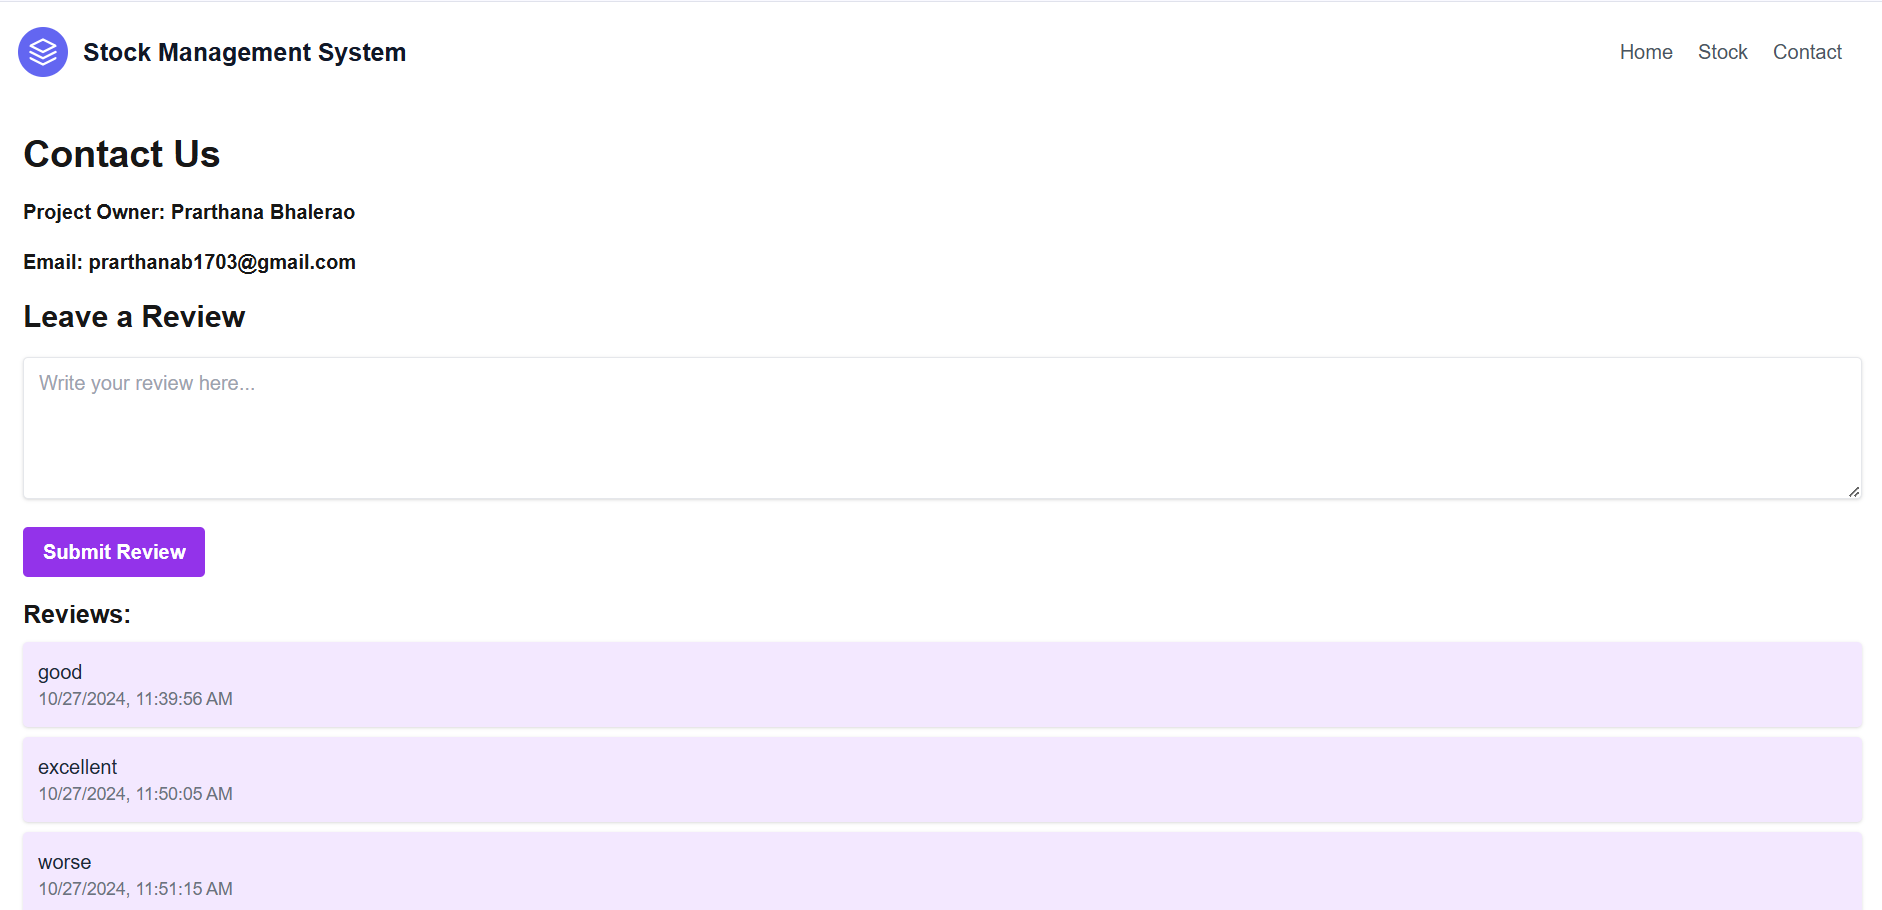 Stock Management System
Home Stock Contact
Contact Us
Project Owner: Prarthana Bhalerao
Email: prarthanab1703@gmail.com
Leave a Review
Write your review here...
Submit Review
Reviews:
good
10/27/2024, 11:39:56 AM
excellent
10/27/2024, 11:50:05 AM
worse
10/27/2024, 11:51:15 AM